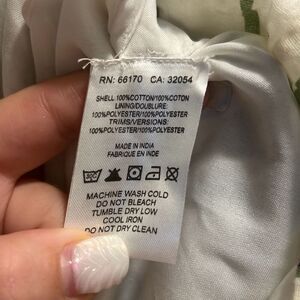 RN: 66170 CA: 32054
SHELL 100%COTTON/100%COTON
LINING/DOUBLURE:
100%POLYESTER/100%POLYESTER
TRIMS/VERSIONS:
100%POLYESTER/100%POLYESTER
MADE IN INDIA
FABRIQUE EN INDE
MACHINE WASH COLD
DO NOT BLEACH
TUMBLE DRY LOW
COOL IRON
DO NOT DRY CLEAN